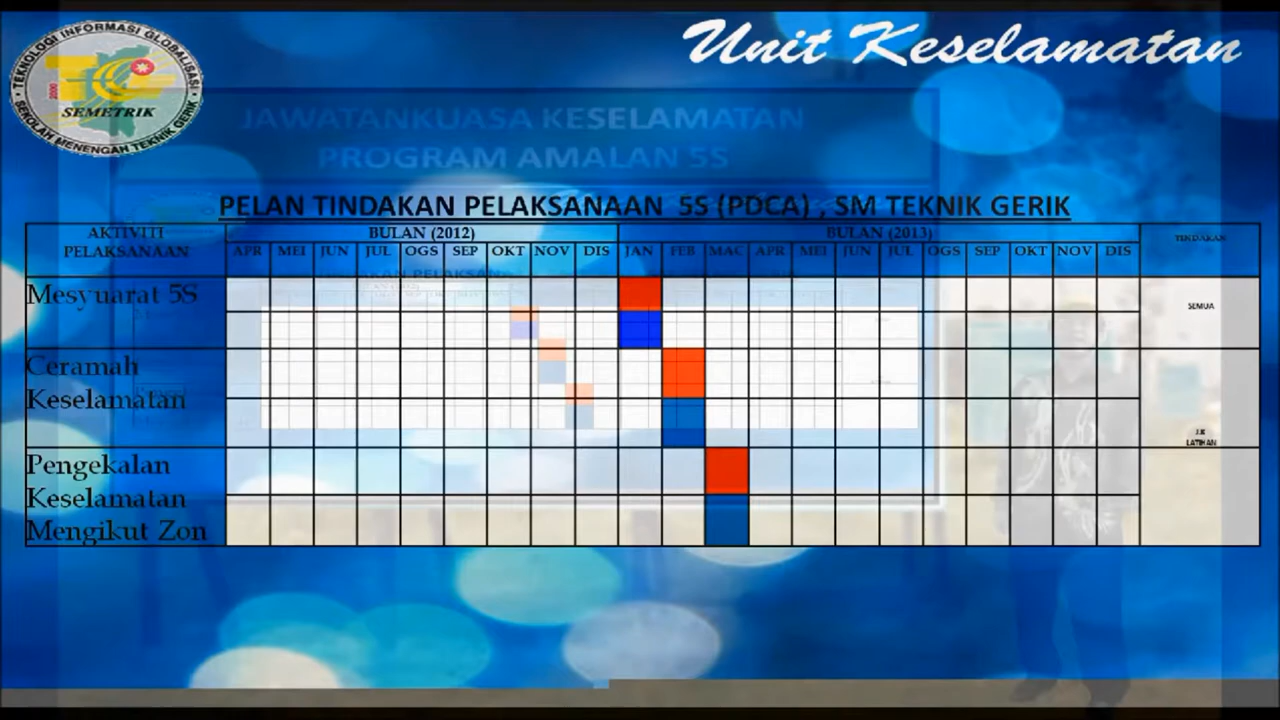 Unit Keselamatan
TEKNOLOGI INFORMASI GLOBALISASI
2000
SEMETRIK
SEKOLAH MENENGAH TEKNIK GERIK
JAWATANKUASA KESELAMATAN
PROGRAM AMALAN 5S
PELAN TINDAKAN PELAKSANAAN 5S (PDCA) , SM TEKNIK GERIK
AKTIVITI
PELAKSANAAN
BULAN (2012)
BULAN (2013)
TINDAKAN
APR MEI JUN JUL OGS SEP OKT NOV DIS JAN FEB MAC APR MEI JUN JUL OGS SEP OKT NOV DIS
Mesyuarat 5S
SEMUA
Ceramah
Keselamatan
J.K
LATIHAN
Pengekalan
Keselamatan
Mengikut Zon